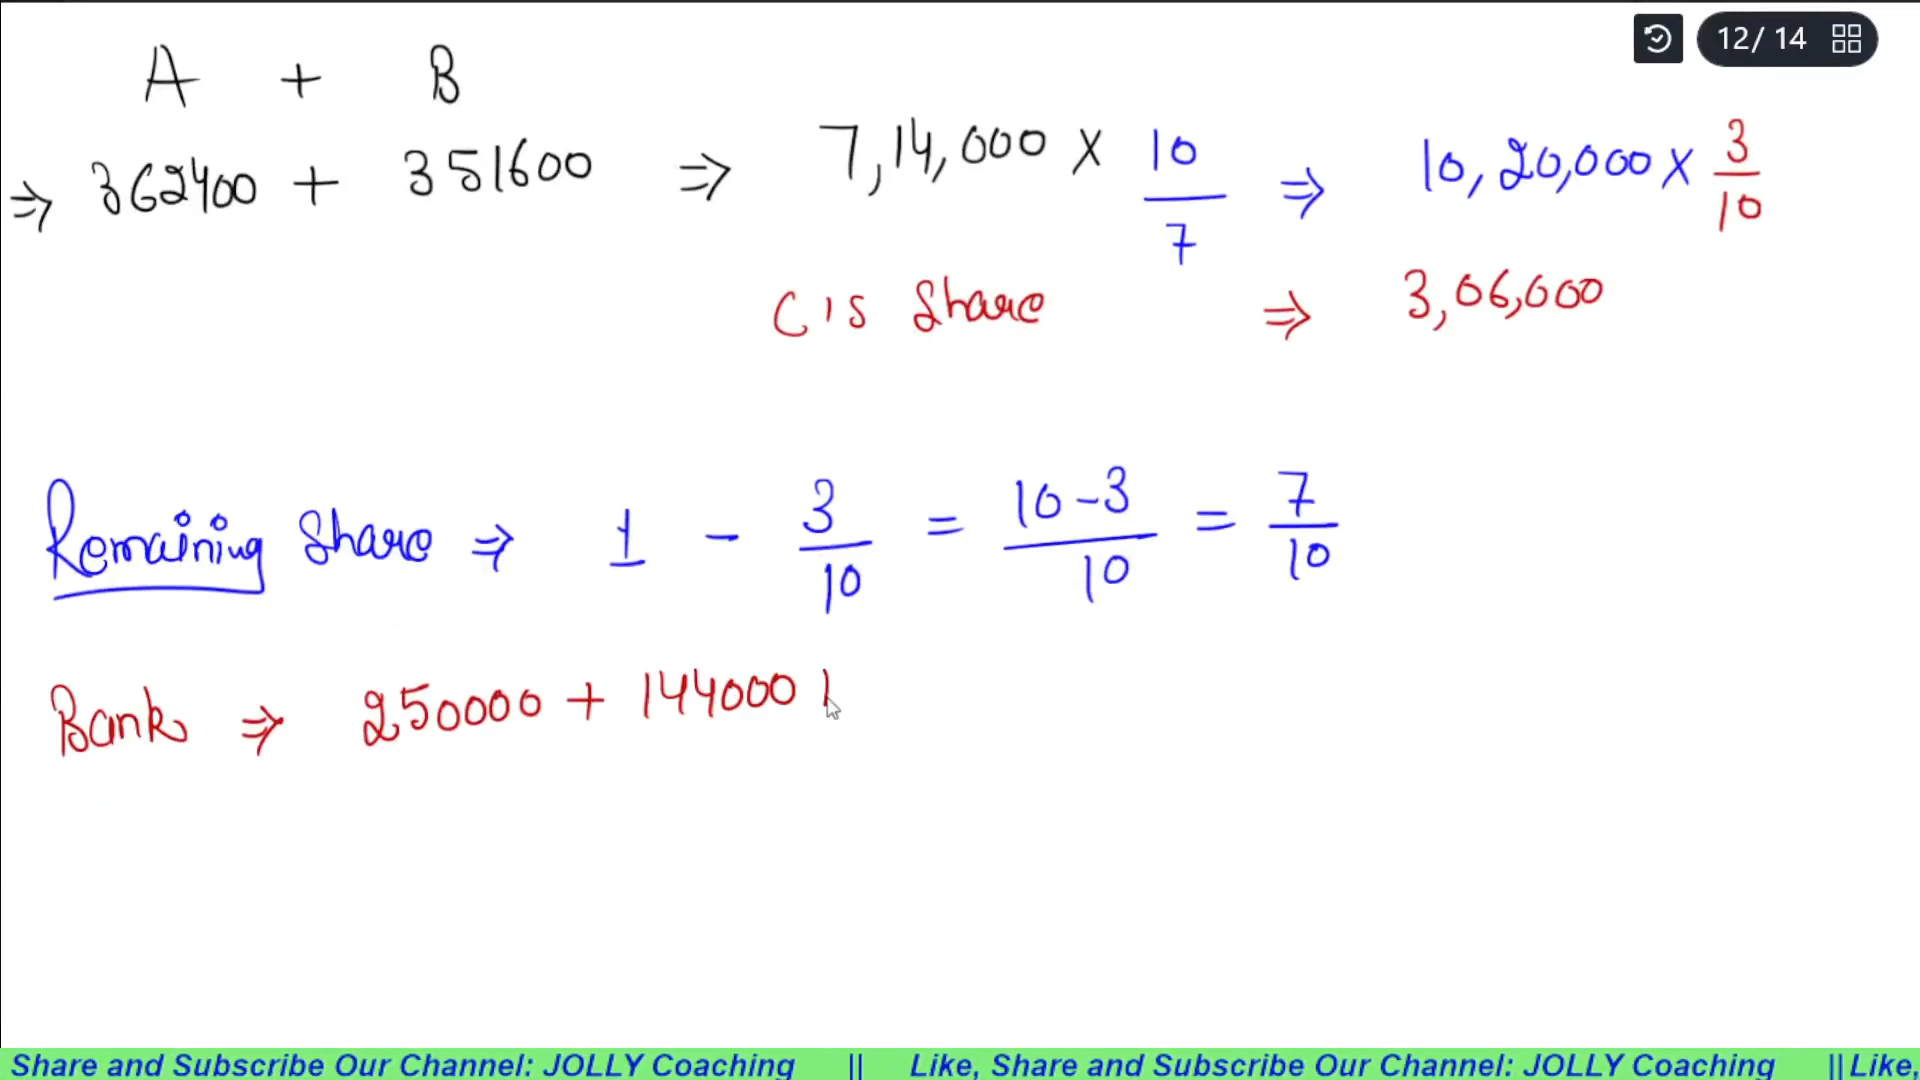 12/ 14
A + B
⇒ 362400 + 351600 ⇒ 7,14,000 × 10/7 ⇒ 10,20,000 × 3/10
C's Share ⇒ 3,06,000
Remaining Share ⇒ 1 - 3/10 = 10-3/10 = 7/10
Bank ⇒ 250000 + 144000
Share and Subscribe Our Channel: JOLLY Coaching || Like, Share and Subscribe Our Channel: JOLLY Coaching || Like,